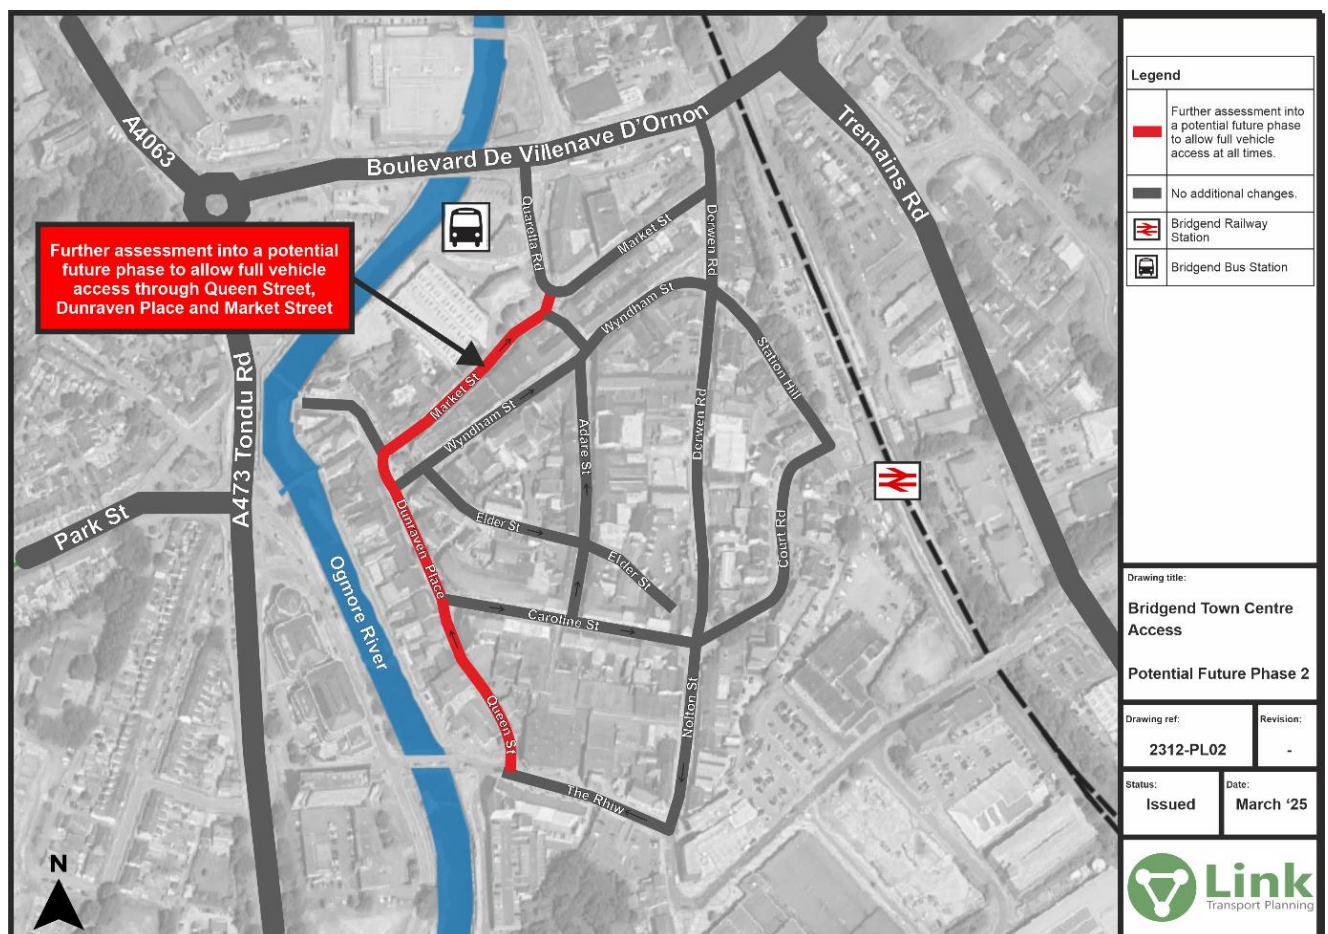 A4063
Boulevard De Villenave D'Ornon
Tremains Rd
Quarella Rd
Market St
Derwen Rd
Further assessment into a potential
future phase to allow full vehicle
access through Queen Street,
Dunraven Place and Market Street
Wyndham St
Station Hill
A473 Tondu Rd
Market St
Wyndham St
Adare St
Derwen Rd
Park St
Dunraven Place
Elder St
Elder St
Court Rd
Ogmore River
Caroline St
Queen St
Nolton St
The Rhiw
N
Legend
Further assessment into
a potential future phase
to allow full vehicle
access at all times.
No additional changes.
Bridgend Railway
Station
Bridgend Bus Station
Drawing title:
Bridgend Town Centre
Access
Potential Future Phase 2
Drawing ref:
2312-PL02
Revision:
-
Status:
Issued
Date:
March ‘25
Link
Transport Planning